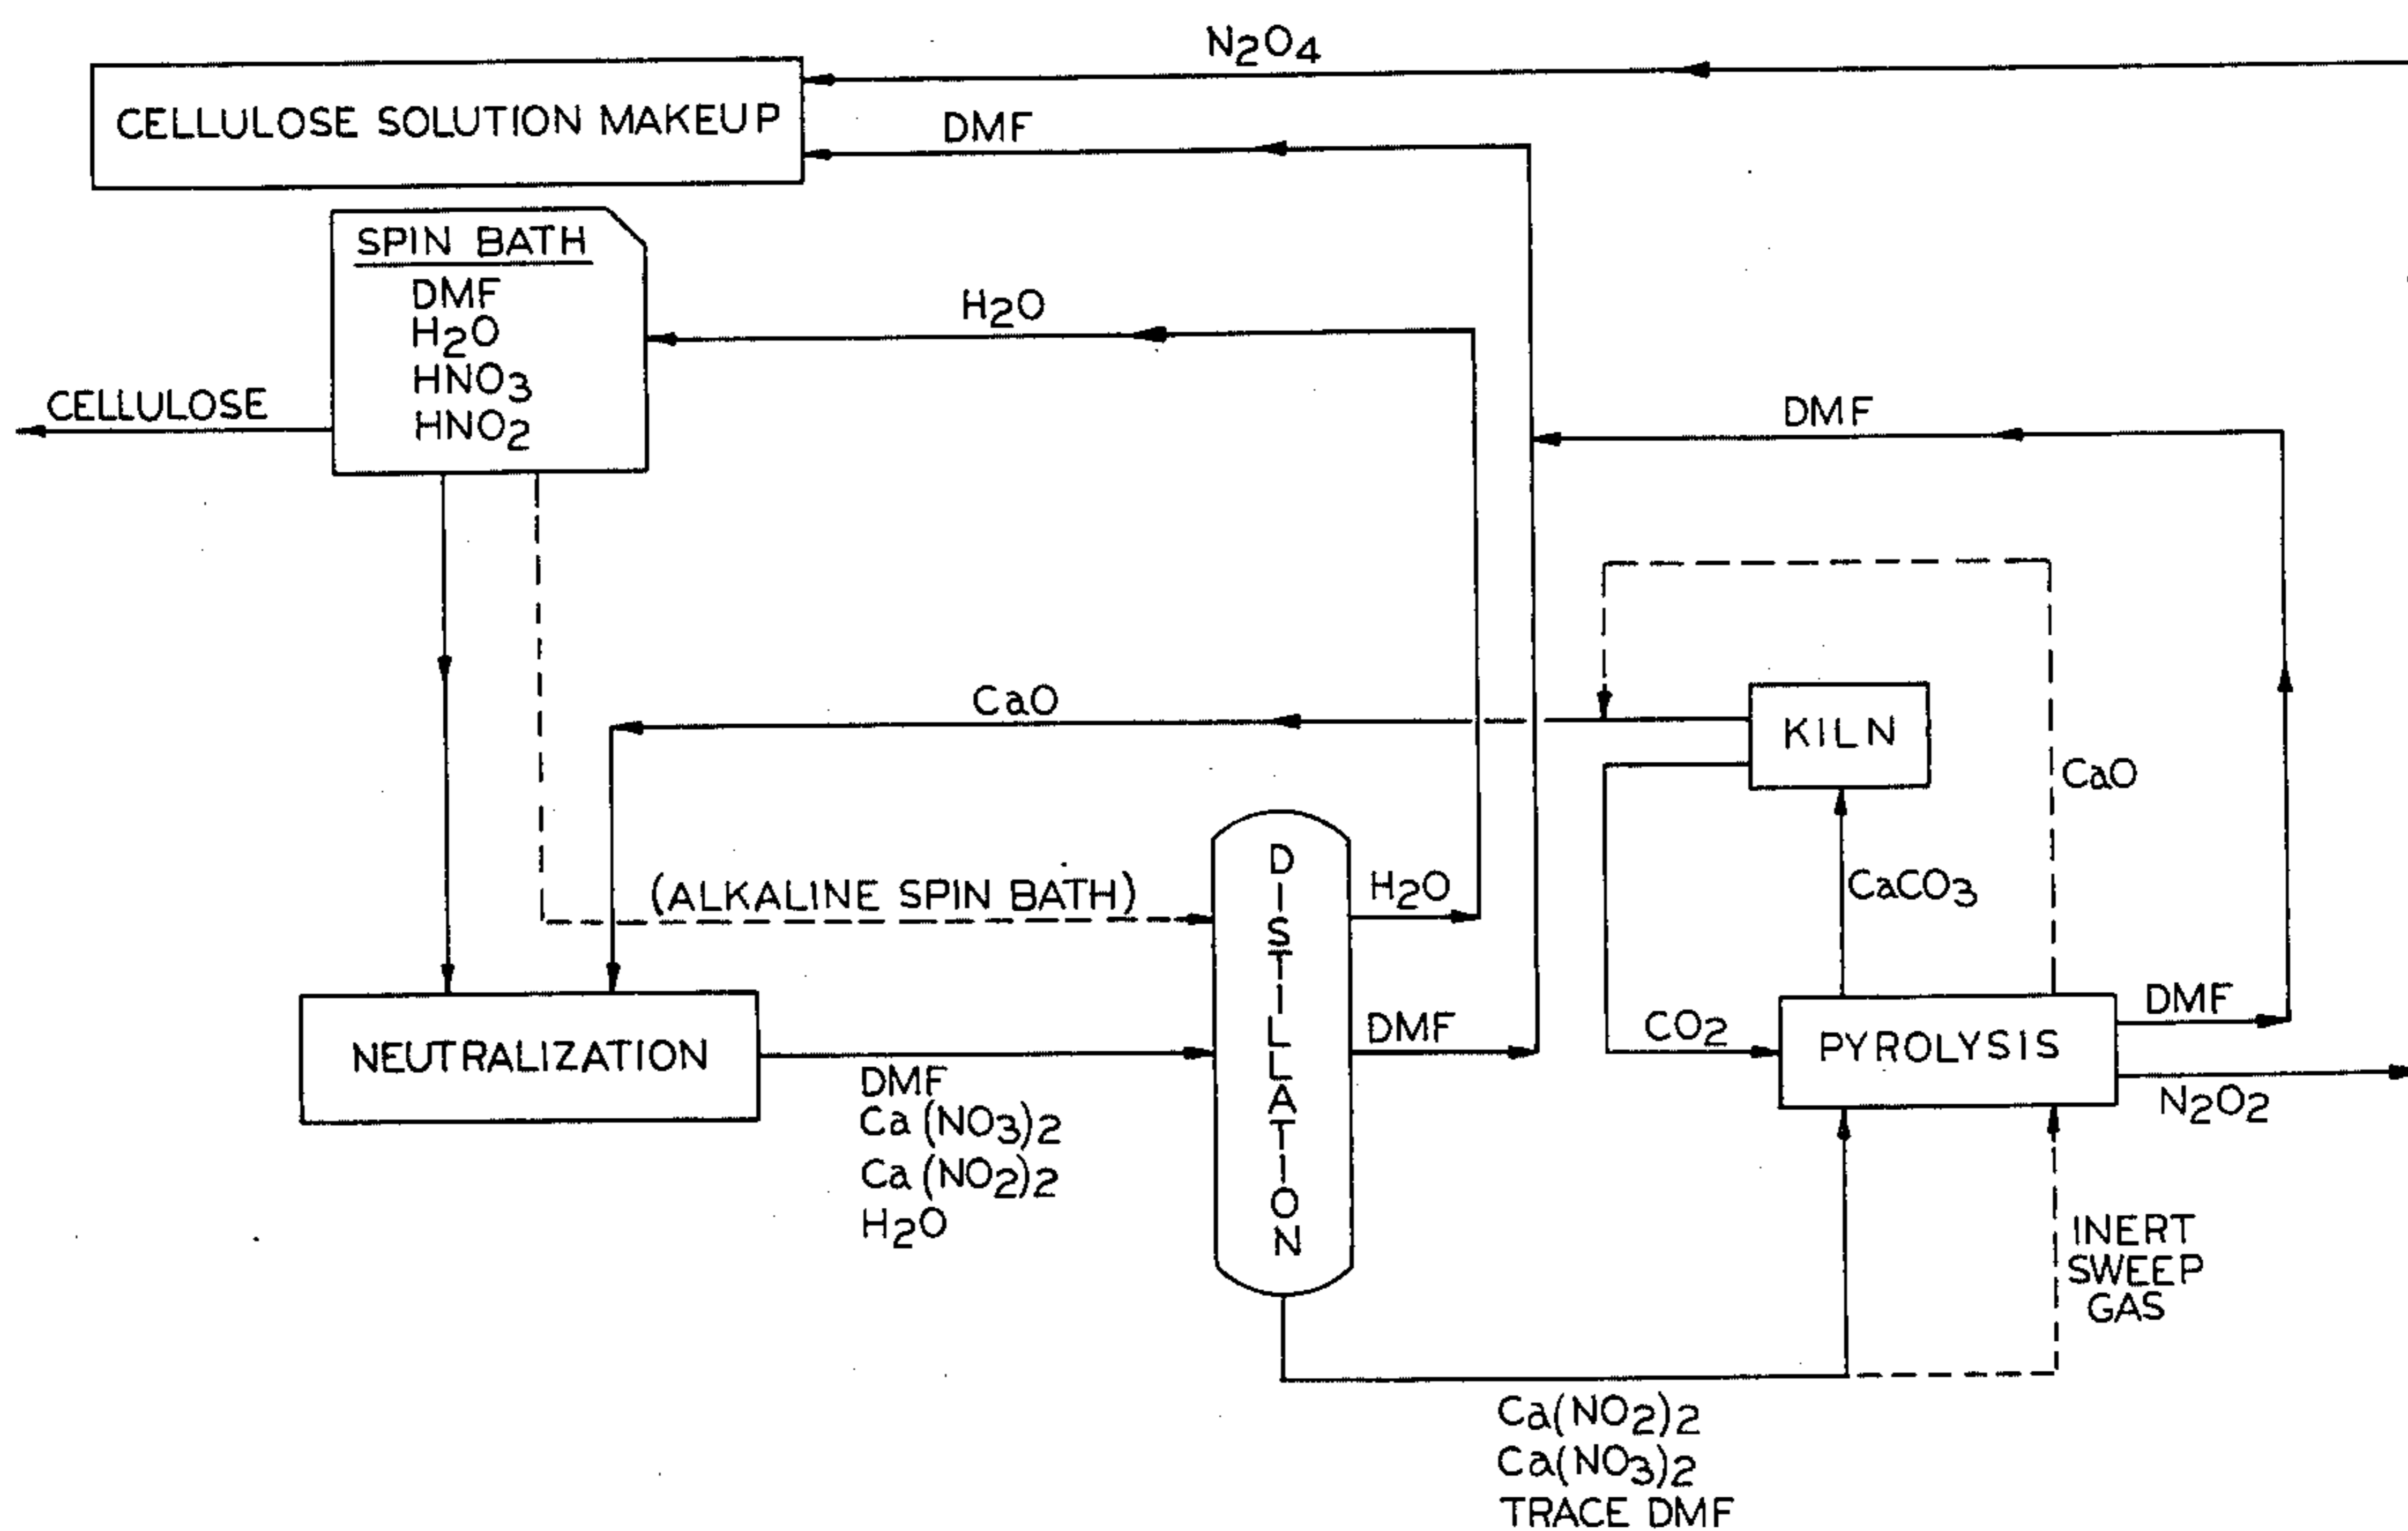 N2O4
CELLULOSE SOLUTION MAKEUP
DMF
SPIN BATH
DMF
H2O
HNO3
HNO2
H2O
CELLULOSE
DMF
CaO
KILN
CaO
(ALKALINE SPIN BATH)
DISTILLATION
H2O
CaCO3
NEUTRALIZATION
DMF
Ca(NO3)2
Ca(NO2)2
H2O
DMF
CO2
PYROLYSIS
DMF
N2O2
INERT
SWEEP
GAS
Ca(NO2)2
Ca(NO3)2
TRACE DMF